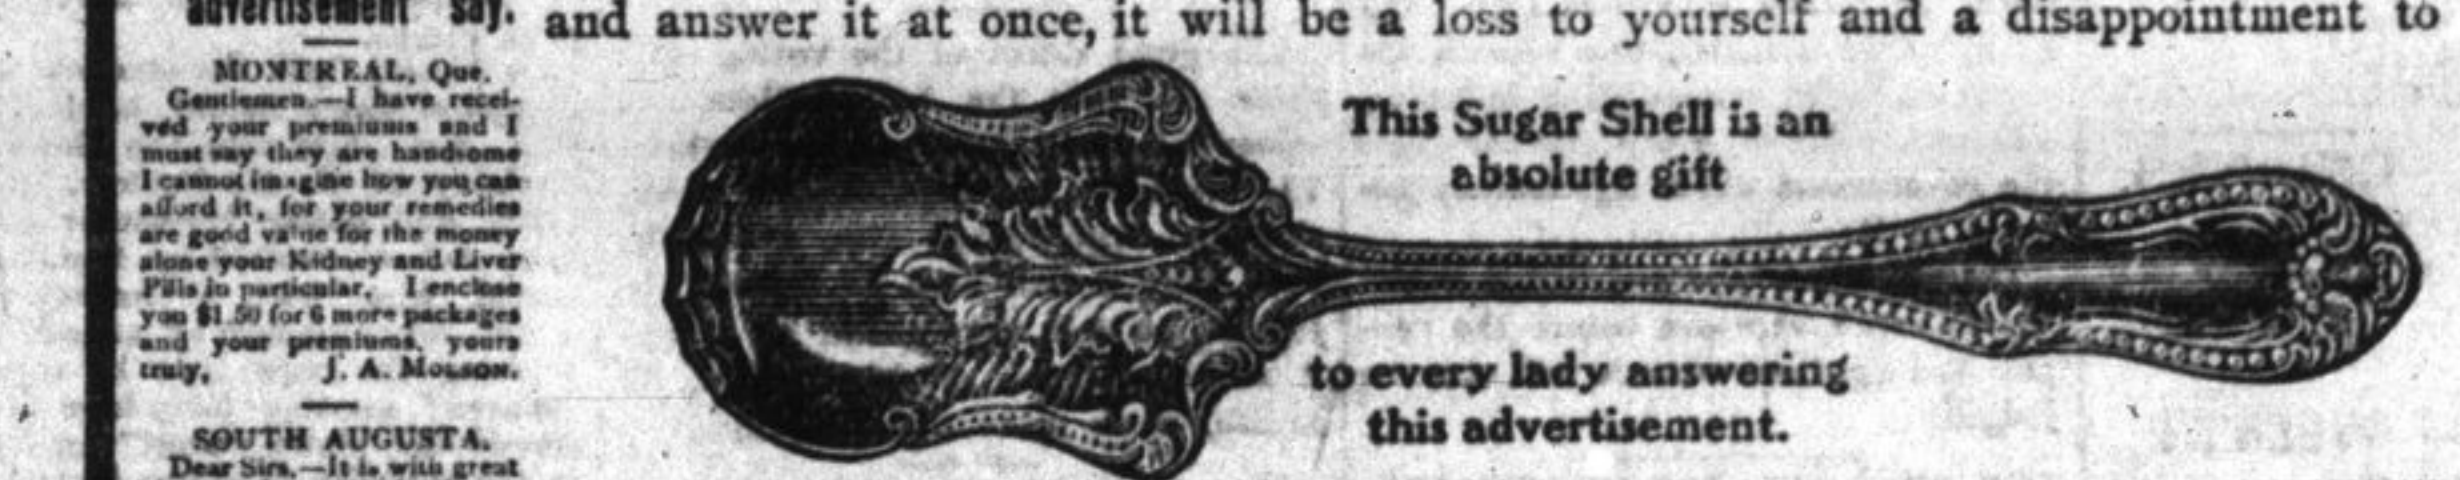 advertisement say.
MONTREAL, Que.
Gentlemen.—I have recei-
ved your premiums and I
must say they are handsome
I cannot imagine how you can
afford it, for your remedies
are good value for the money
alone your Kidney and Liver
Pills in particular. I enclose
you $1.50 for 6 more packages
and your premiums, yours
truly, J. A. MOLSON.
SOUTH AUGUSTA.
Dear Sirs,—It is with great
and answer it at once, it will be a loss to yourself and a disappointment to
This Sugar Shell is an
absolute gift
to every lady answering
this advertisement.